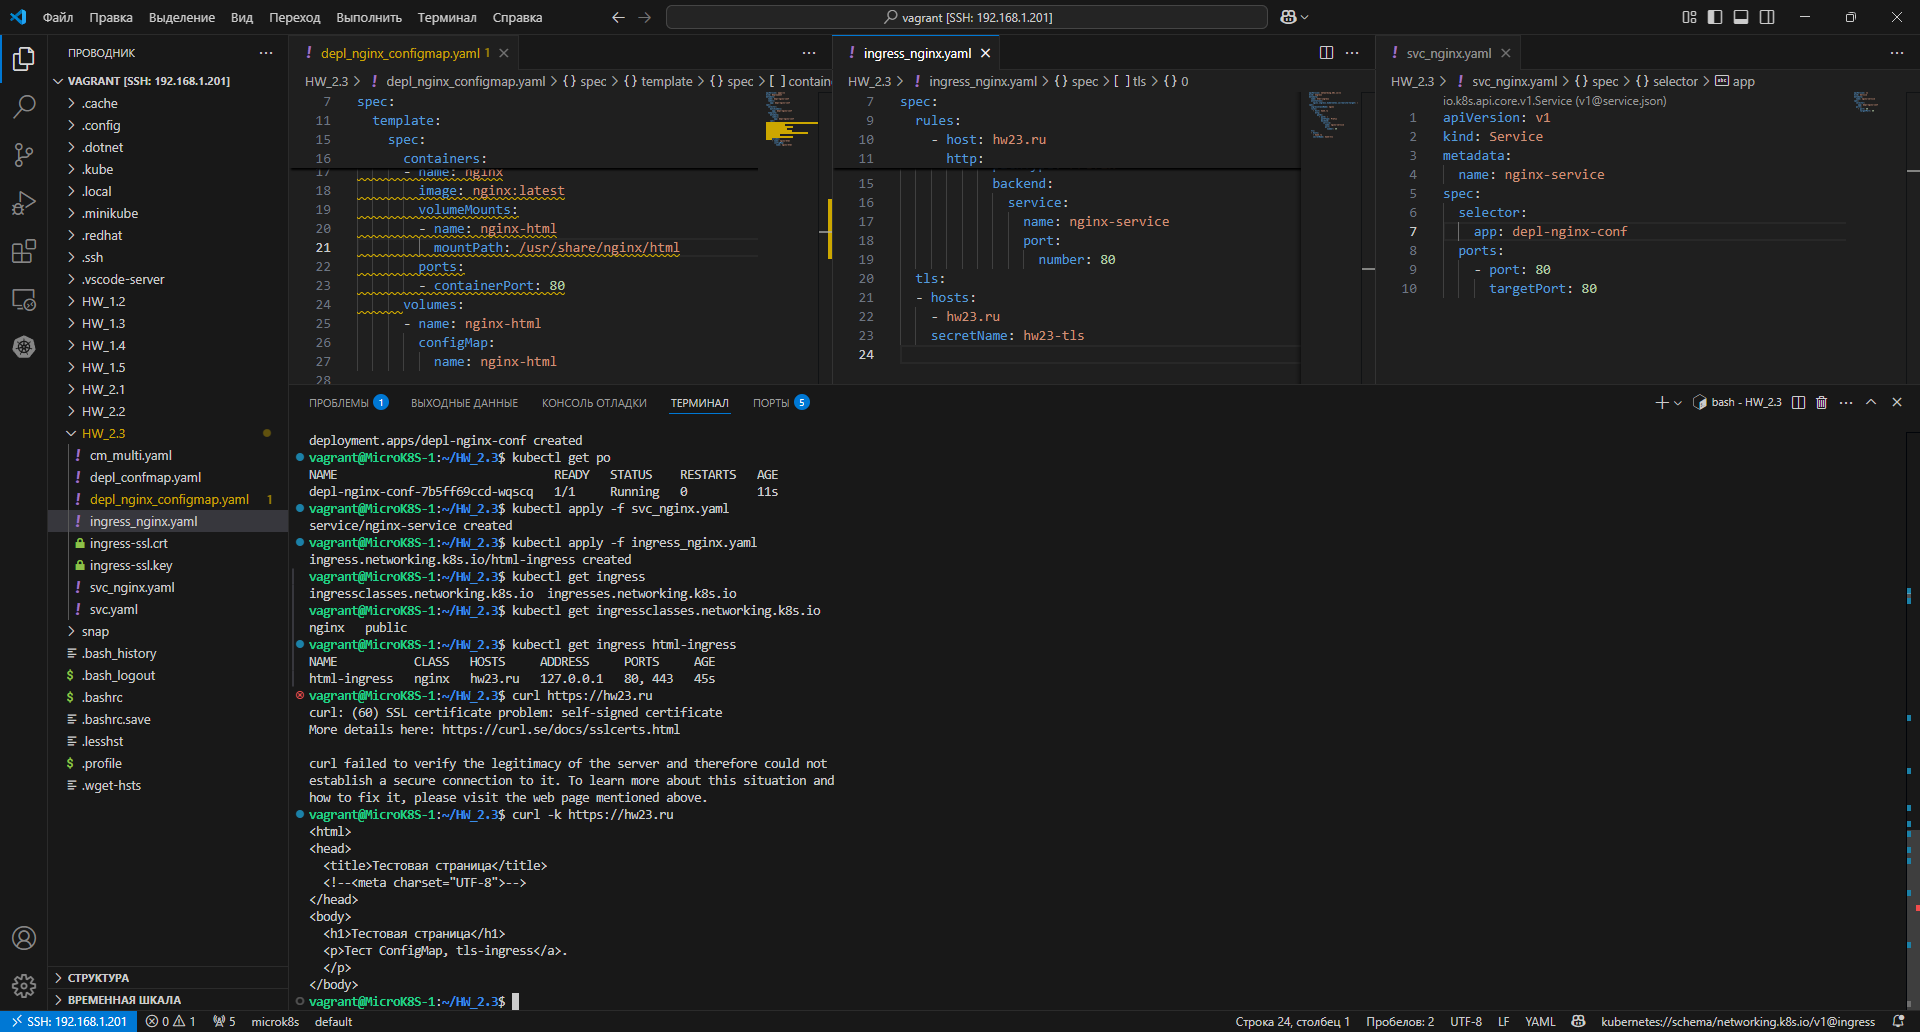 Файл Правка Выделение Вид Переход Выполнить Терминал Справка
vagrant [SSH: 192.168.1.201]
ПРОВОДНИК
VAGRANT [SSH: 192.168.1.201]
.cache
.config
.dotnet
.kube
.local
.minikube
.redhat
.ssh
.vscode-server
HW_1.2
HW_1.3
HW_1.4
HW_1.5
HW_2.1
HW_2.2
HW_2.3
! cm_multi.yaml
! depl_confmap.yaml
! depl_nginx_configmap.yaml 1
! ingress_nginx.yaml
ingress-ssl.crt
ingress-ssl.key
! svc_nginx.yaml
! svc.yaml
snap
.bash_history
$ .bash_logout
$ .bashrc
.bashrc.save
.lesshst
$ .profile
.wget-hsts
СТРУКТУРА
ВРЕМЕННАЯ ШКАЛА
! depl_nginx_configmap.yaml 1
HW_2.3 > ! depl_nginx_configmap.yaml > {} spec > {} template > {} spec > [ ] containe
7 spec:
11 template:
15 spec:
16 containers:
17 - name: nginx
18 image: nginx:latest
19 volumeMounts:
20 - name: nginx-html
21 mountPath: /usr/share/nginx/html
22 ports:
23 - containerPort: 80
24 volumes:
25 - name: nginx-html
26 configMap:
27 name: nginx-html
28
! ingress_nginx.yaml
HW_2.3 > ! ingress_nginx.yaml > {} spec > [ ] tls > {} 0
7 spec:
9 rules:
10 - host: hw23.ru
11 http:
15 backend:
16 service:
17 name: nginx-service
18 port:
19 number: 80
20 tls:
21 - hosts:
22 - hw23.ru
23 secretName: hw23-tls
24
! svc_nginx.yaml
HW_2.3 > ! svc_nginx.yaml > {} spec > {} selector > app
io.k8s.api.core.v1.Service (v1@service.json)
1 apiVersion: v1
2 kind: Service
3 metadata:
4 name: nginx-service
5 spec:
6 selector:
7 app: depl-nginx-conf
8 ports:
9 - port: 80
10 targetPort: 80
ПРОБЛЕМЫ 1 ВЫХОДНЫЕ ДАННЫЕ КОНСОЛЬ ОТЛАДКИ ТЕРМИНАЛ ПОРТЫ 5
bash - HW_2.3
deployment.apps/depl-nginx-conf created
vagrant@MicroK8S-1:~/HW_2.3$ kubectl get po
NAME READY STATUS RESTARTS AGE
depl-nginx-conf-7b5ff69ccd-wqscq 1/1 Running 0 11s
vagrant@MicroK8S-1:~/HW_2.3$ kubectl apply -f svc_nginx.yaml
service/nginx-service created
vagrant@MicroK8S-1:~/HW_2.3$ kubectl apply -f ingress_nginx.yaml
ingress.networking.k8s.io/html-ingress created
vagrant@MicroK8S-1:~/HW_2.3$ kubectl get ingress
ingressclasses.networking.k8s.io ingresses.networking.k8s.io
vagrant@MicroK8S-1:~/HW_2.3$ kubectl get ingressclasses.networking.k8s.io
nginx public
vagrant@MicroK8S-1:~/HW_2.3$ kubectl get ingress html-ingress
NAME CLASS HOSTS ADDRESS PORTS AGE
html-ingress nginx hw23.ru 127.0.0.1 80, 443 45s
vagrant@MicroK8S-1:~/HW_2.3$ curl https://hw23.ru
curl: (60) SSL certificate problem: self-signed certificate
More details here: https://curl.se/docs/sslcerts.html
curl failed to verify the legitimacy of the server and therefore could not
establish a secure connection to it. To learn more about this situation and
how to fix it, please visit the web page mentioned above.
vagrant@MicroK8S-1:~/HW_2.3$ curl -k https://hw23.ru
<html>
<head>
<title>Тестовая страница</title>
<!--<meta charset="UTF-8">-->
</head>
<body>
<h1>Тестовая страница</h1>
<p>Тест ConfigMap, tls-ingress</a>.
</p>
</body>
vagrant@MicroK8S-1:~/HW_2.3$
SSH: 192.168.1.201 0 1 5 microk8s default
Строка 24, столбец 1 Пробелов: 2 UTF-8 LF YAML kubernetes://schema/networking.k8s.io/v1@ingress